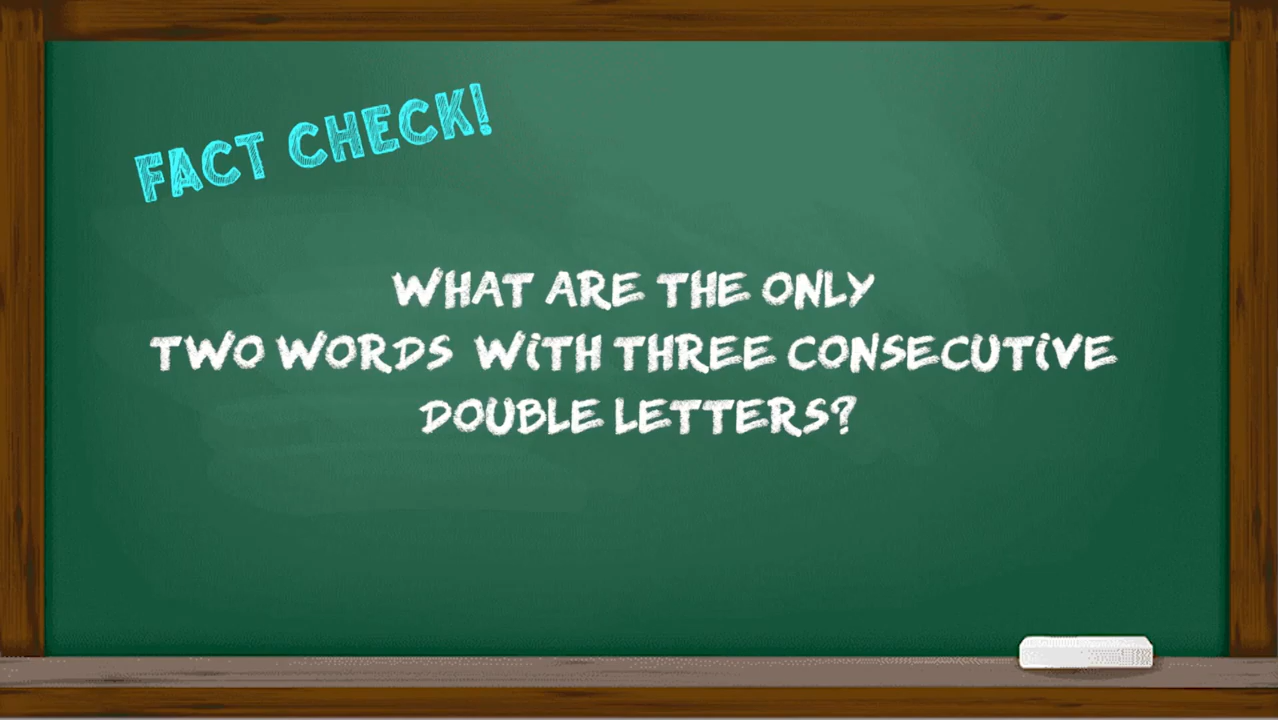 FACT CHECK!
WHAT ARE THE ONLY
TWO WORDS WITH THREE CONSECUTIVE
DOUBLE LETTERS?